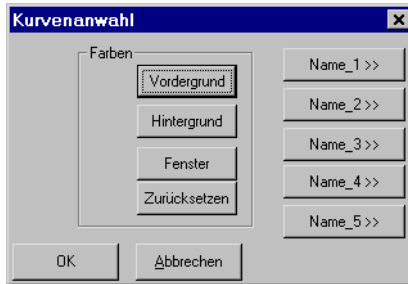 Kurvenanwahl
Farben
Vordergrund
Hintergrund
Fenster
Zurücksetzen
Name_1 >>
Name_2 >>
Name_3 >>
Name_4 >>
Name_5 >>
OK
Abbrechen